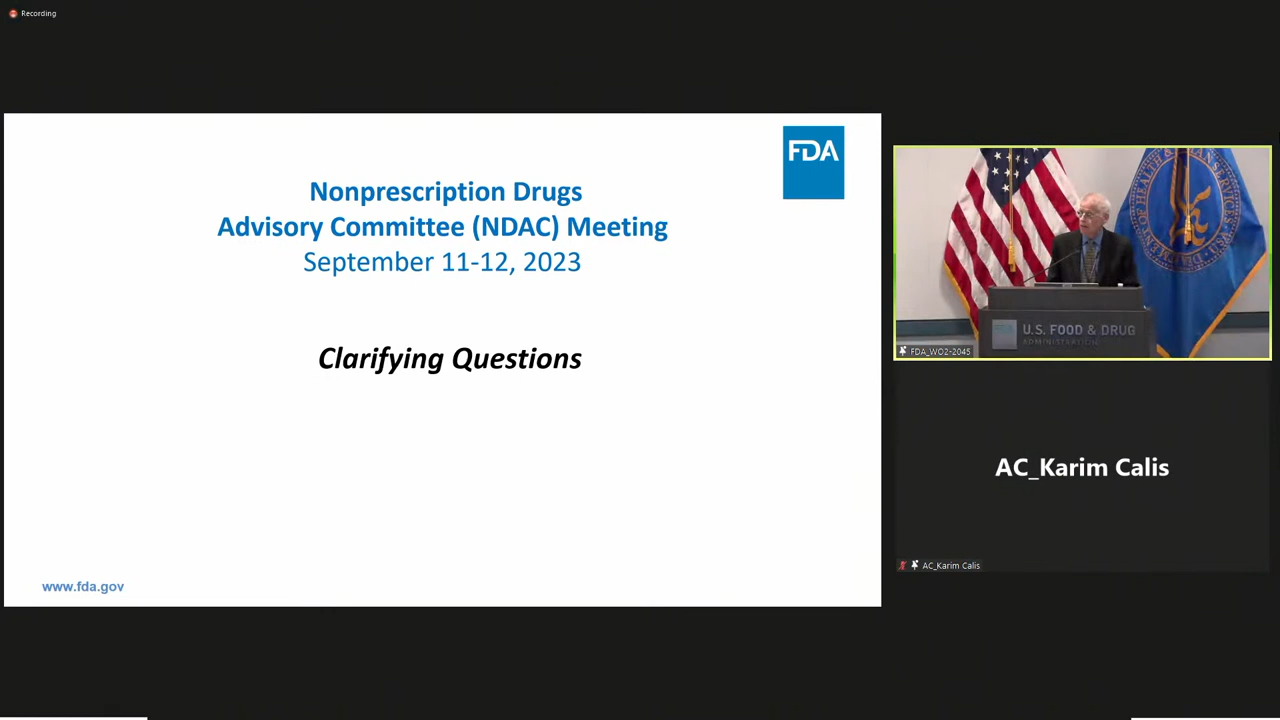 Recording
FDA
Nonprescription Drugs
Advisory Committee (NDAC) Meeting
September 11-12, 2023
Clarifying Questions
www.fda.gov
U.S. FOOD & DRUG
ADMINISTRATION
FDA_WO2-2045
AC_Karim Calis
AC_Karim Calis